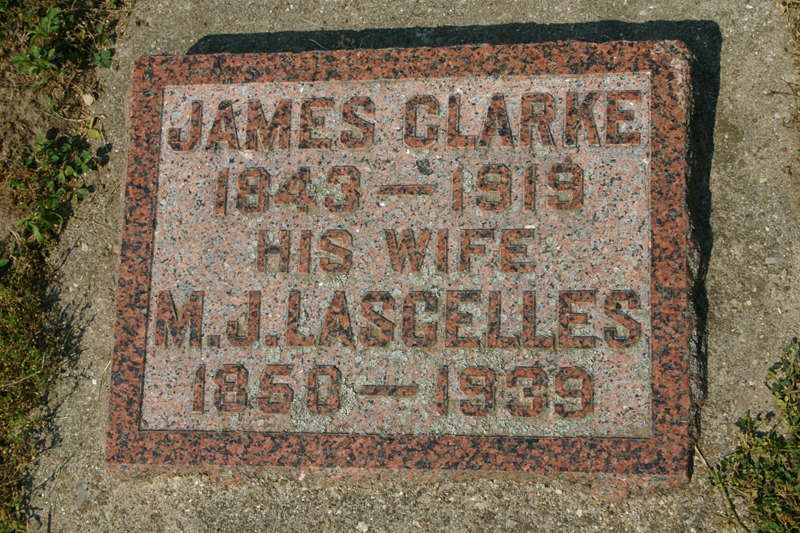 JAMES CLARKE
1843 — 1919
HIS WIFE
M.J. LASCELLES
1850 — 1939